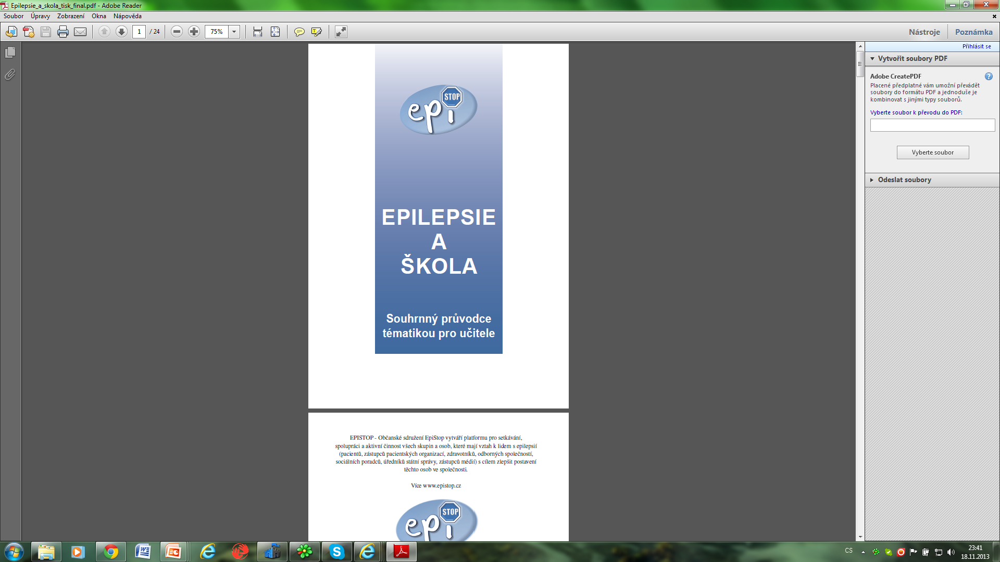 Epilepsie_a_skola_tisk_final.pdf - Adobe Reader
Soubor Úpravy Zobrazení Okna Nápověda
1 / 24 75% Nástroje Poznámka
Přihlásit se
Vytvořit soubory PDF
Adobe CreatePDF
Placené předplatné vám umožní převádět
soubory do formátu PDF a jednoduše je
kombinovat s jinými typy souborů.
Vyberte soubor k převodu do PDF:
Vyberte soubor
Odeslat soubory
epi STOP
EPILEPSIE
A
ŠKOLA
Souhrnný průvodce
tématikou pro učitele
EPISTOP - Občanské sdružení EpiStop vytváří platformu pro setkávání,
spolupráci a aktivní činnost všech skupin a osob, které mají vztah k lidem s epilepsií
(pacientů, zástupců pacientských organizací, zdravotníků, odborných společností,
sociálních poradců, úředníků státní správy, zástupců médií) s cílem zlepšit postavení
těchto osob ve společnosti.
Více www.epistop.cz
epi STOP
CS
23:41
18.11.2013